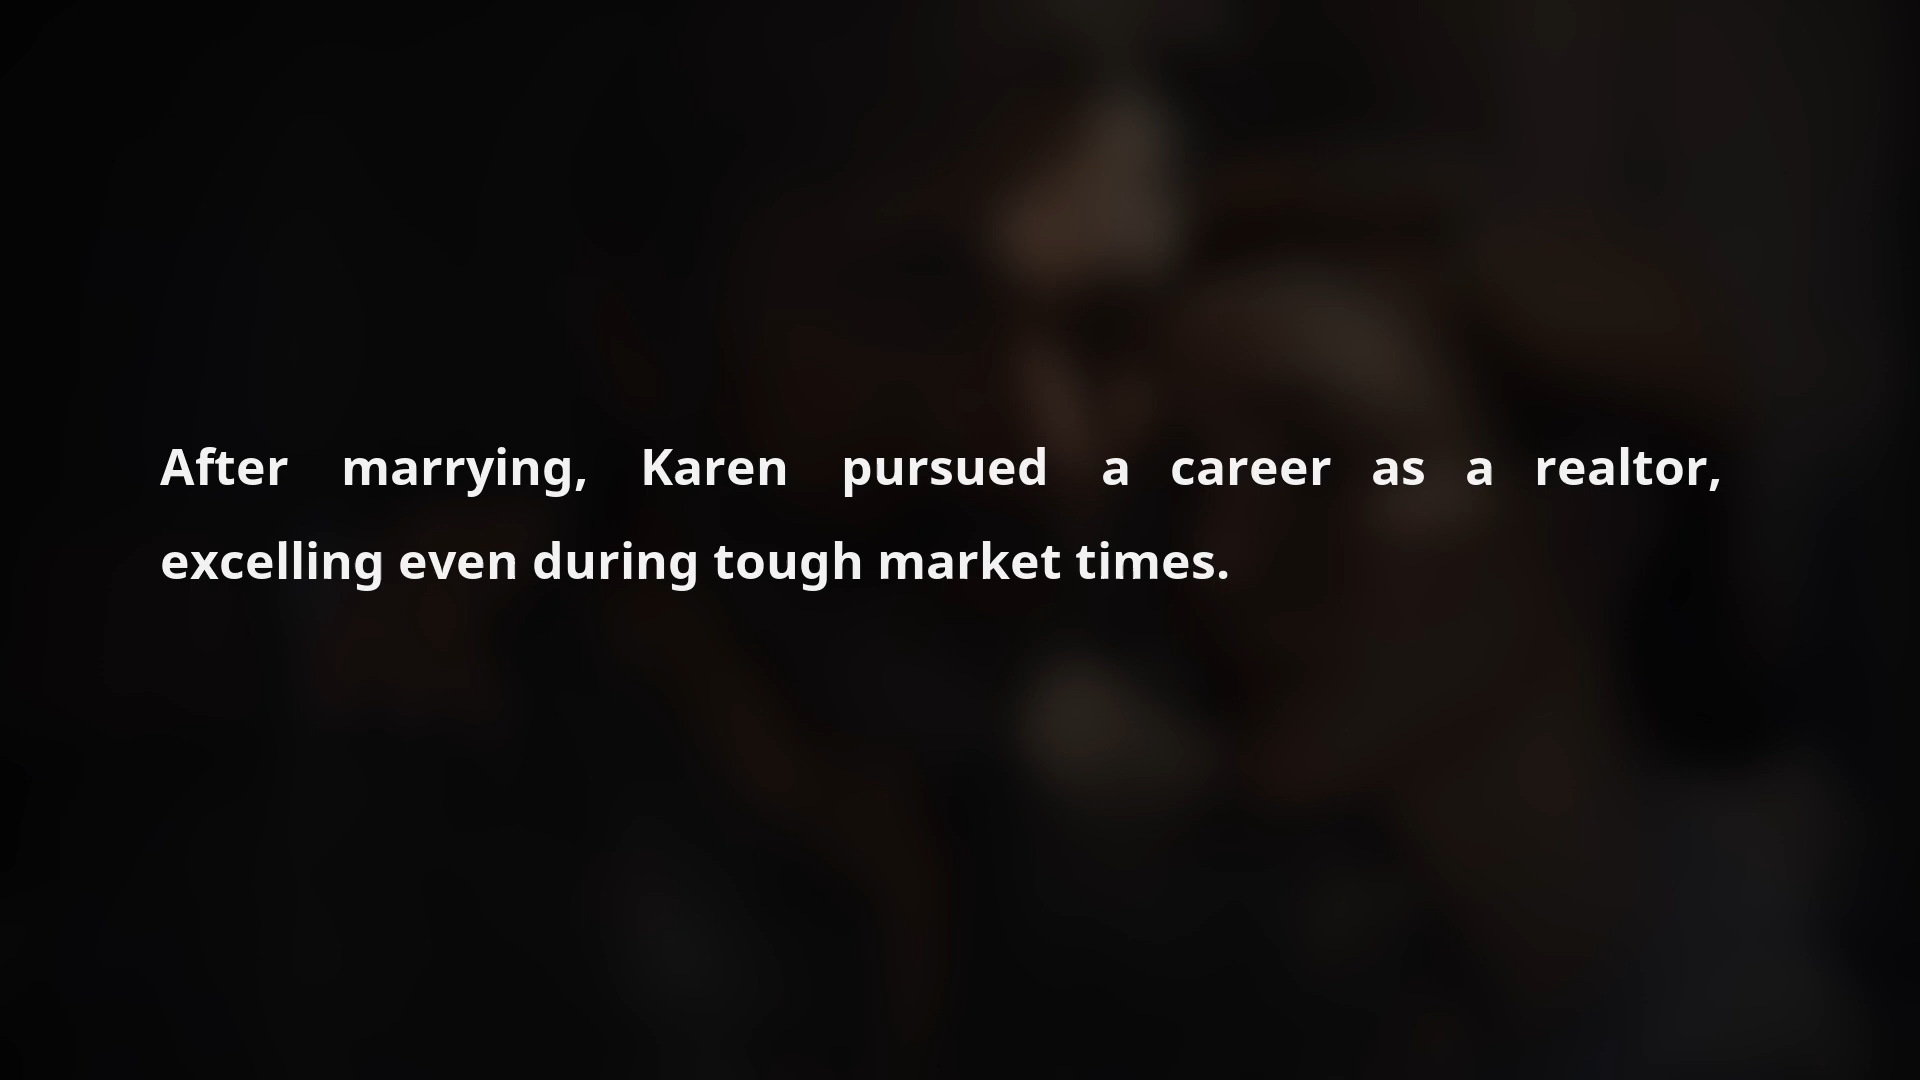 After marrying, Karen pursued a career as a realtor,
excelling even during tough market times.